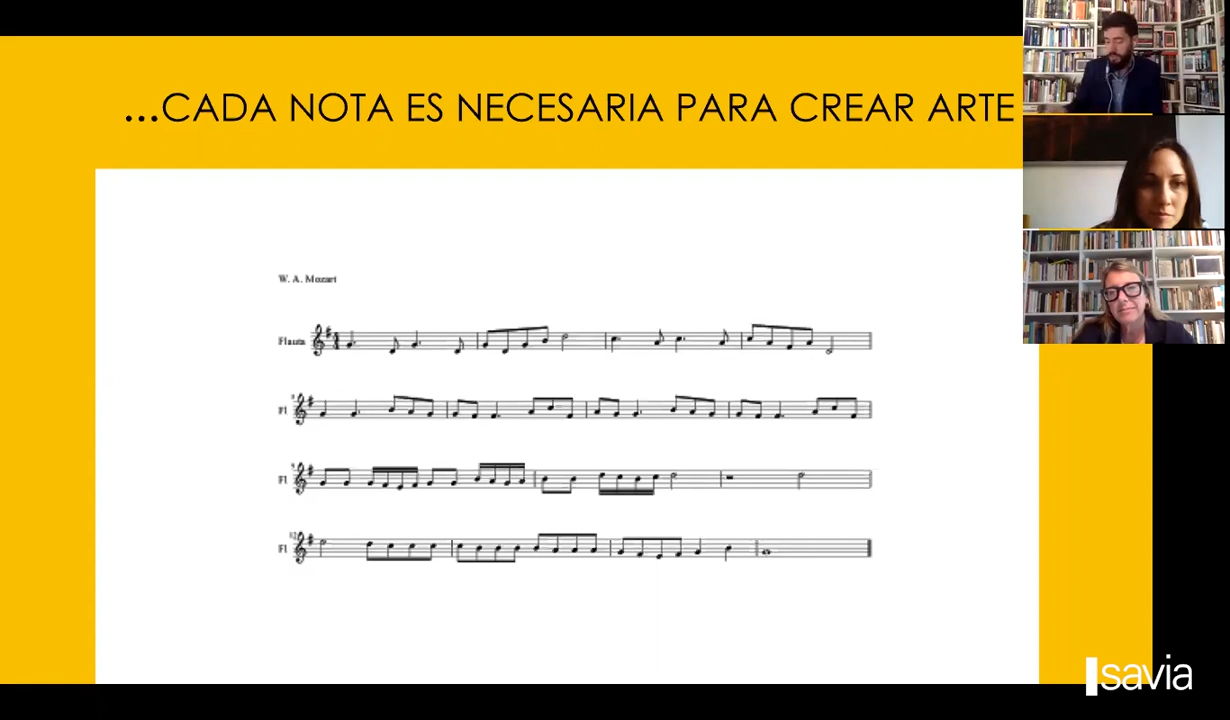 ...CADA NOTA ES NECESARIA PARA CREAR ARTE
W. A. Mozart
Flauta
Fl
Fl
Fl
savia